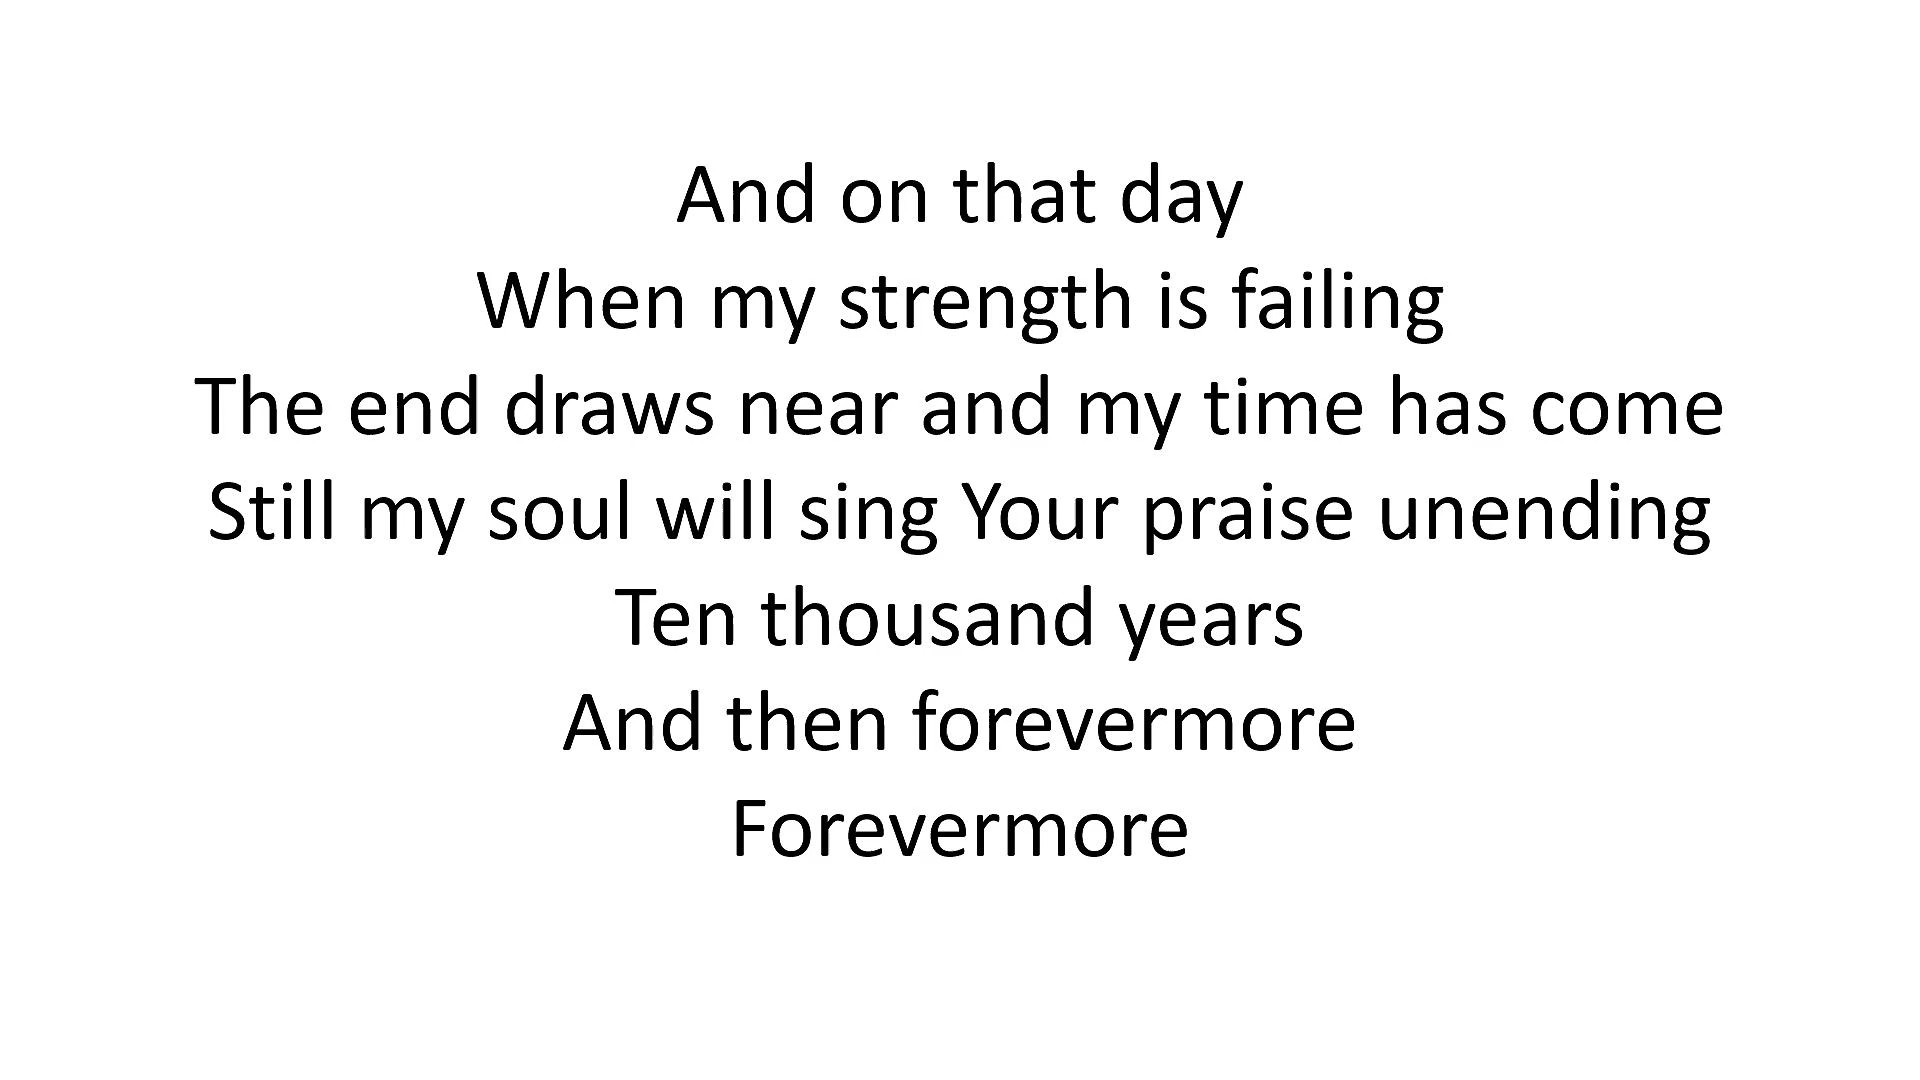 And on that day
When my strength is failing
The end draws near and my time has come
Still my soul will sing Your praise unending
Ten thousand years
And then forevermore
Forevermore